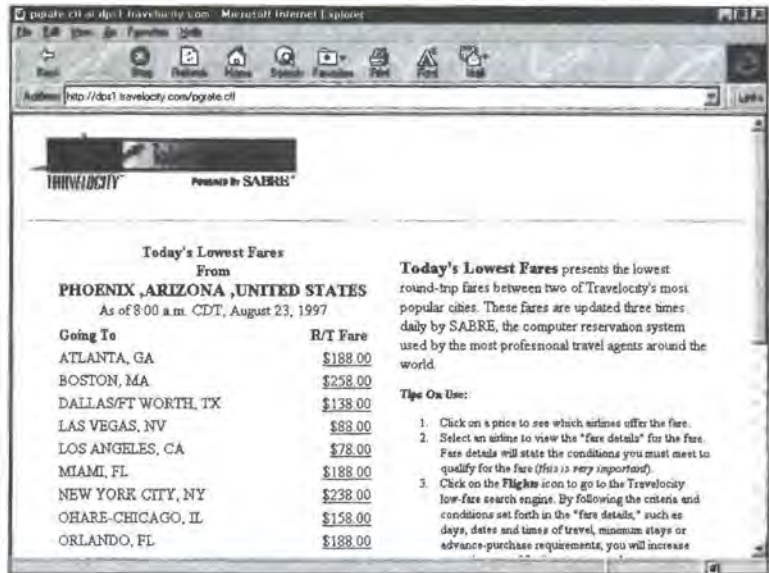 pgrate.ctl at dps1.travelocity.com - Microsoft Internet Explorer
File Edit View Go Favorites Help
Back Stop Refresh Home Search Favorites Print Font Mail
Address http://dps1.travelocity.com/pgrate.ctl Links
TRAVELOCITY™ POWERED BY SABRE
Today's Lowest Fares
From
PHOENIX ,ARIZONA ,UNITED STATES
As of 8:00 a.m. CDT, August 23, 1997
Going To R/T Fare
ATLANTA, GA $188.00
BOSTON, MA $258.00
DALLAS/FT WORTH, TX $138.00
LAS VEGAS, NV $88.00
LOS ANGELES, CA $78.00
MIAMI, FL $188.00
NEW YORK CITY, NY $238.00
OHARE-CHICAGO, IL $158.00
ORLANDO, FL $188.00
Today's Lowest Fares presents the lowest
round-trip fares between two of Travelocity's most
popular cities. These fares are updated three times
daily by SABRE, the computer reservation system
used by the most professional travel agents around the
world.
Tips On Use:
1. Click on a price to see which airlines offer the fare.
2. Select an airline to view the "fare details" for the fare.
Fare details will state the conditions you must meet to
qualify for the fare (this is very important).
3. Click on the Flights icon to go to the Travelocity
low-fare search engine. By following the criteria and
conditions set forth in the "fare details," such as
days, dates and times of travel, minimum stays or
advance-purchase requirements, you will increase